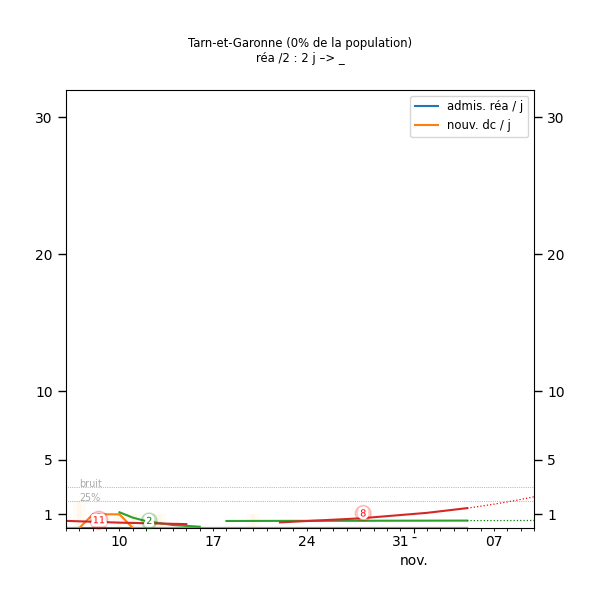 Tarn-et-Garonne (0% de la population)
réa /2 : 2 j –> _
admis. réa / j
nouv. dc / j
30 30
20 20
10 10
5 5
bruit
25%
1 11 2 8 1
10 17 24 31 07
nov.